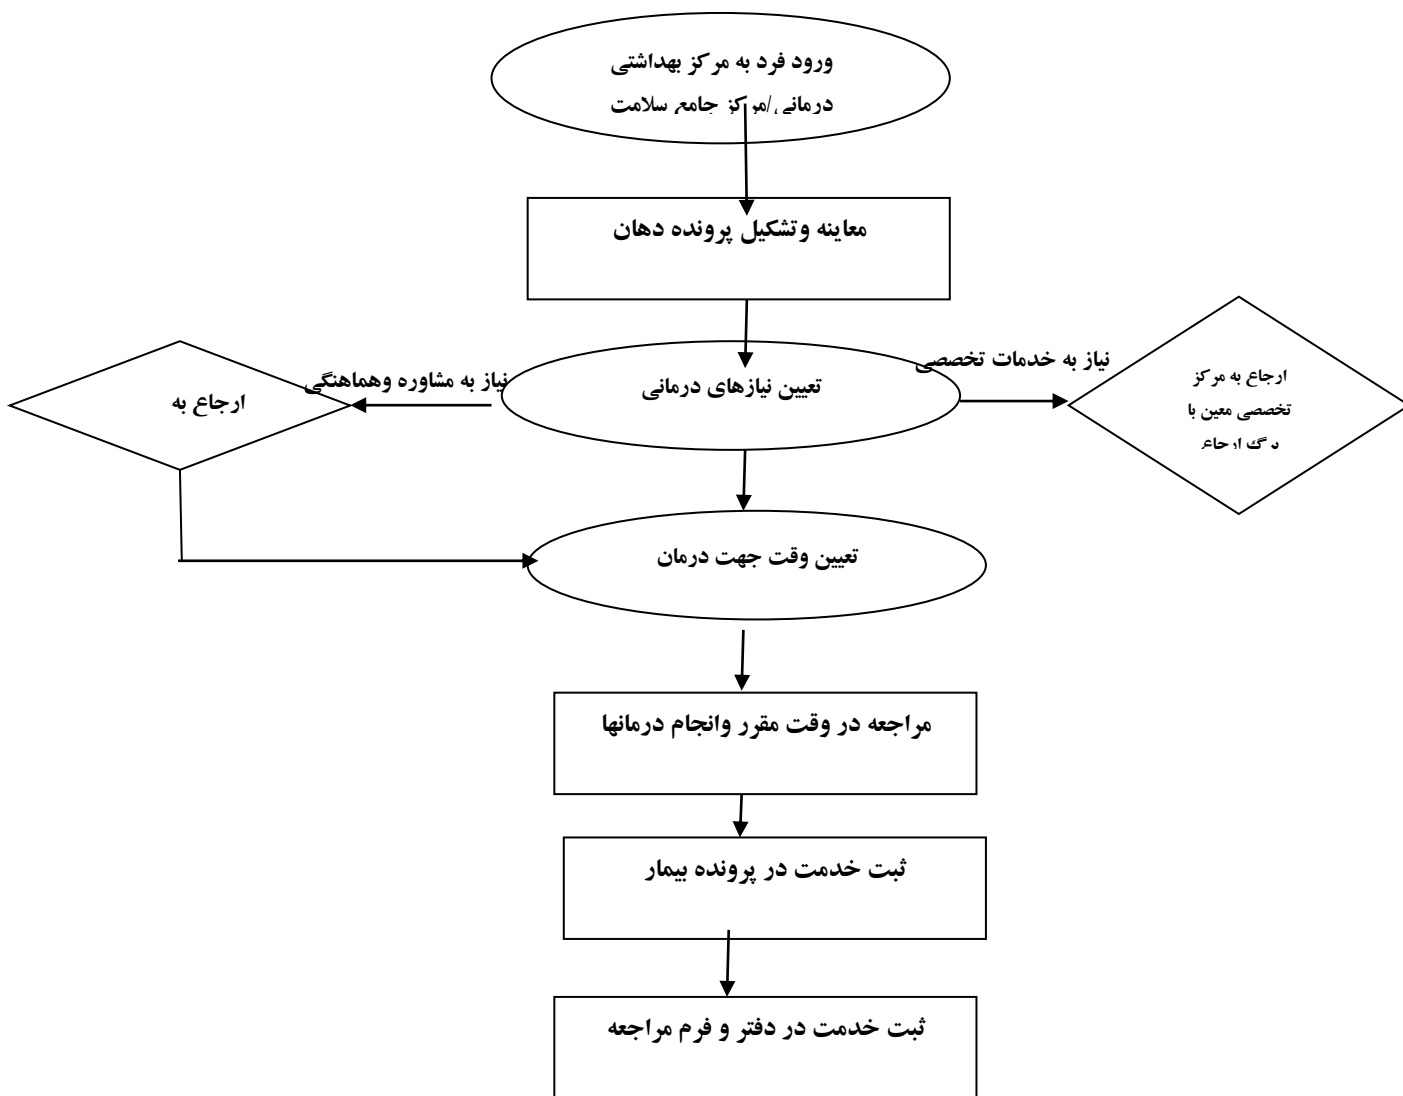 ورود فرد به مرکز بهداشتی
درمانی/مرکز جامع سلامت
معاینه وتشکیل پرونده دهان
نیاز به خدمات تخصصی
ارجاع به مرکز
تخصصی معین با
برگ ارجاع
تعیین نیازهای درمانی
نیاز به مشاوره وهماهنگی
ارجاع به
تعیین وقت جهت درمان
مراجعه در وقت مقرر وانجام درمانها
ثبت خدمت در پرونده بیمار
ثبت خدمت در دفتر و فرم مراجعه